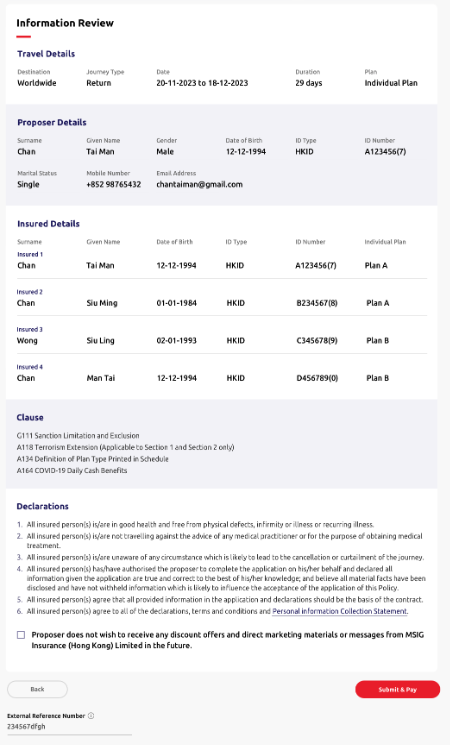 Information Review
Travel Details
Destination Journey Type Date Duration Plan
Worldwide Return 20-11-2023 to 18-12-2023 29 days Individual Plan
Proposer Details
Surname Given Name Gender Date of Birth ID Type ID Number
Chan Tai Man Male 12-12-1994 HKID A123456(7)
Marital Status Mobile Number Email Address
Single +852 98765432 chantaiman@gmail.com
Insured Details
Surname Given Name Date of Birth ID Type ID Number Individual Plan
Insured 1
Chan Tai Man 12-12-1994 HKID A123456(7) Plan A
Insured 2
Chan Siu Ming 01-01-1984 HKID B234567(8) Plan A
Insured 3
Wong Siu Ling 02-01-1993 HKID C345678(9) Plan B
Insured 4
Chan Man Tai 12-12-1994 HKID D456789(0) Plan B
Clause
G111 Sanction Limitation and Exclusion
A118 Terrorism Extension (Applicable to Section 1 and Section 2 only)
A134 Definition of Plan Type Printed in Schedule
A164 COVID-19 Daily Cash Benefits
Declarations
1. All insured person(s) is/are in good health and free from physical defects, infirmity or illness or recurring illness.
2. All insured person(s) is/are not travelling against the advice of any medical practitioner or for the purpose of obtaining medical
treatment.
3. All insured person(s) is/are unaware of any circumstance which is likely to lead to the cancellation or curtailment of the journey.
4. All insured person(s) has/have authorised the proposer to complete the application on his/her behalf and declared all
information given the application are true and correct to the best of his/her knowledge; and believe all material facts have been
disclosed and have not withheld information which is likely to influence the acceptance of the application of this Policy.
5. All insured person(s) agree that all provided information in the application and declarations should be the basis of the contract.
6. All insured person(s) agree to all of the declarations, terms and conditions and Personal information Collection Statement.
Proposer does not wish to receive any discount offers and direct marketing materials or messages from MSIG
Insurance (Hong Kong) Limited in the future.
Back Submit & Pay
External Reference Number
234567dfgh